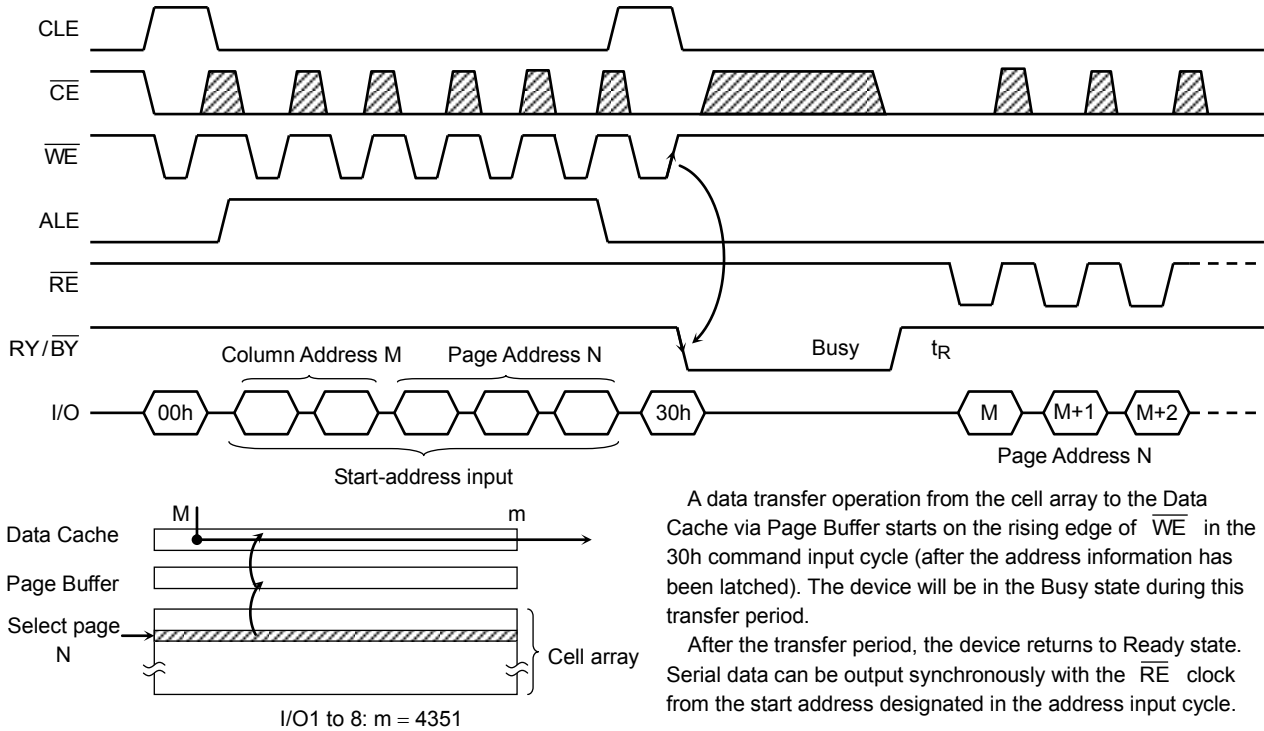 CLE
CE
WE
ALE
RE
RY/BY
Busy
tR
Column Address M
Page Address N
I/O
00h
30h
M
M+1
M+2
Start-address input
Page Address N
M
m
Data Cache
Page Buffer
Select page
N
Cell array
I/O1 to 8: m = 4351
A data transfer operation from the cell array to the Data
Cache via Page Buffer starts on the rising edge of WE in the
30h command input cycle (after the address information has
been latched). The device will be in the Busy state during this
transfer period.
After the transfer period, the device returns to Ready state.
Serial data can be output synchronously with the RE clock
from the start address designated in the address input cycle.